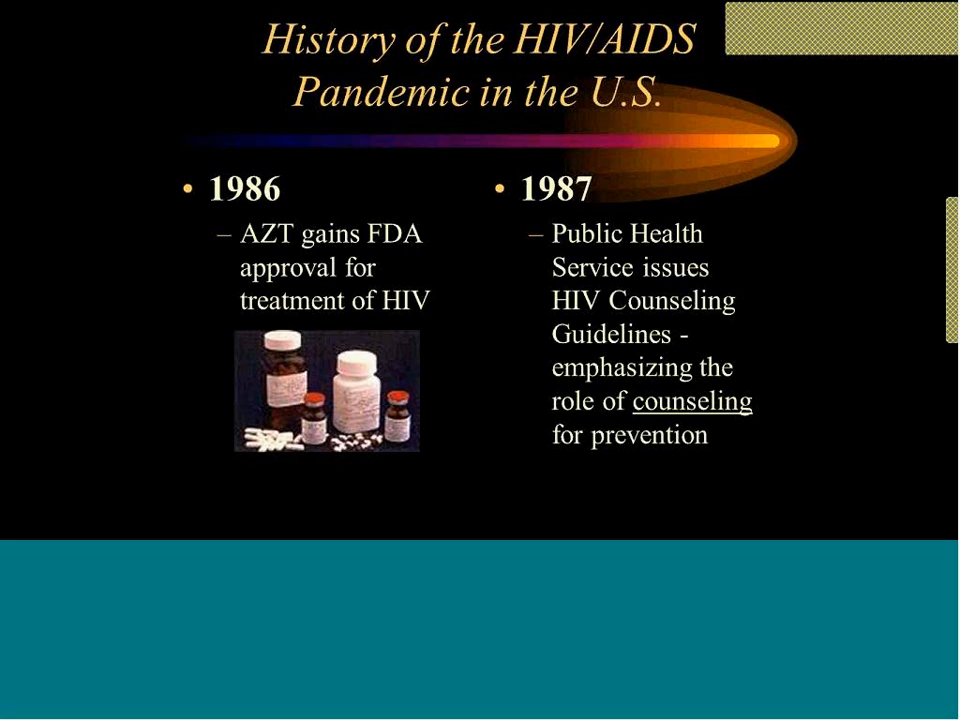 History of the HIV/AIDS
Pandemic in the U.S.
• 1986
– AZT gains FDA
approval for
treatment of HIV
• 1987
– Public Health
Service issues
HIV Counseling
Guidelines -
emphasizing the
role of counseling
for prevention